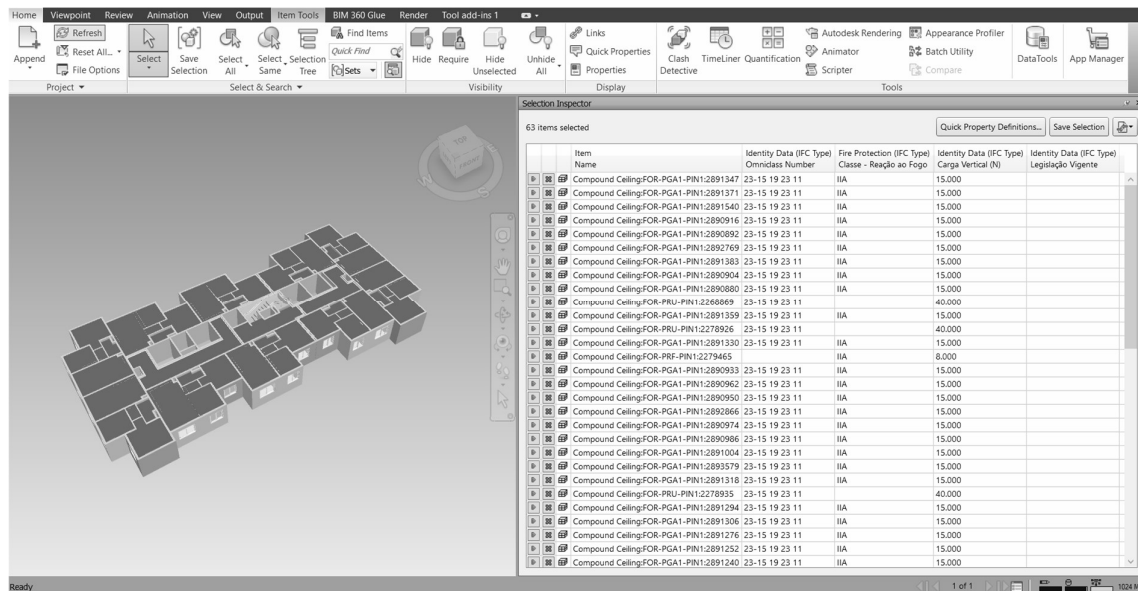 Home Viewpoint Review Animation View Output Item Tools BIM 360 Glue Render Tool add-ins 1
Append
Refresh
Reset All...
File Options
Project
Select
Save Selection
Select All
Select Same
Selection Tree
Find Items
Quick Find
Sets
Select & Search
Hide
Require
Hide Unselected
Unhide All
Visibility
Links
Quick Properties
Properties
Display
Clash Detective
TimeLiner
Quantification
Autodesk Rendering
Animator
Scripter
Appearance Profiler
Batch Utility
Compare
Tools
DataTools
App Manager
TOP
FRONT
W
S
Selection Inspector
63 items selected
Quick Property Definitions...
Save Selection
Item Identity Data (IFC Type) Fire Protection (IFC Type) Identity Data (IFC Type) Identity Data (IFC Type)
Name Omniclass Number Classe - Reação ao Fogo Carga Vertical (N) Legislação Vigente
Compound Ceiling:FOR-PGA1-PIN1:2891347 23-15 19 23 11 IIA 15.000
Compound Ceiling:FOR-PGA1-PIN1:2891371 23-15 19 23 11 IIA 15.000
Compound Ceiling:FOR-PGA1-PIN1:2891540 23-15 19 23 11 IIA 15.000
Compound Ceiling:FOR-PGA1-PIN1:2890916 23-15 19 23 11 IIA 15.000
Compound Ceiling:FOR-PGA1-PIN1:2890892 23-15 19 23 11 IIA 15.000
Compound Ceiling:FOR-PGA1-PIN1:2892769 23-15 19 23 11 IIA 15.000
Compound Ceiling:FOR-PGA1-PIN1:2891383 23-15 19 23 11 IIA 15.000
Compound Ceiling:FOR-PGA1-PIN1:2890904 23-15 19 23 11 IIA 15.000
Compound Ceiling:FOR-PGA1-PIN1:2890880 23-15 19 23 11 IIA 15.000
Compound Ceiling:FOR-PRU-PIN1:2268869 23-15 19 23 11 40.000
Compound Ceiling:FOR-PGA1-PIN1:2891359 23-15 19 23 11 IIA 15.000
Compound Ceiling:FOR-PRU-PIN1:2278926 23-15 19 23 11 40.000
Compound Ceiling:FOR-PGA1-PIN1:2891330 23-15 19 23 11 IIA 15.000
Compound Ceiling:FOR-PRF-PIN1:2279465 IIA 8.000
Compound Ceiling:FOR-PGA1-PIN1:2890933 23-15 19 23 11 IIA 15.000
Compound Ceiling:FOR-PGA1-PIN1:2890962 23-15 19 23 11 IIA 15.000
Compound Ceiling:FOR-PGA1-PIN1:2890950 23-15 19 23 11 IIA 15.000
Compound Ceiling:FOR-PGA1-PIN1:2892866 23-15 19 23 11 IIA 15.000
Compound Ceiling:FOR-PGA1-PIN1:2890974 23-15 19 23 11 IIA 15.000
Compound Ceiling:FOR-PGA1-PIN1:2890986 23-15 19 23 11 IIA 15.000
Compound Ceiling:FOR-PGA1-PIN1:2891004 23-15 19 23 11 IIA 15.000
Compound Ceiling:FOR-PGA1-PIN1:2893579 23-15 19 23 11 IIA 15.000
Compound Ceiling:FOR-PGA1-PIN1:2891318 23-15 19 23 11 IIA 15.000
Compound Ceiling:FOR-PRU-PIN1:2278935 23-15 19 23 11 40.000
Compound Ceiling:FOR-PGA1-PIN1:2891294 23-15 19 23 11 IIA 15.000
Compound Ceiling:FOR-PGA1-PIN1:2891306 23-15 19 23 11 IIA 15.000
Compound Ceiling:FOR-PGA1-PIN1:2891276 23-15 19 23 11 IIA 15.000
Compound Ceiling:FOR-PGA1-PIN1:2891252 23-15 19 23 11 IIA 15.000
Compound Ceiling:FOR-PGA1-PIN1:2891240 23-15 19 23 11 IIA 15.000
Ready
1 of 1
1024 M